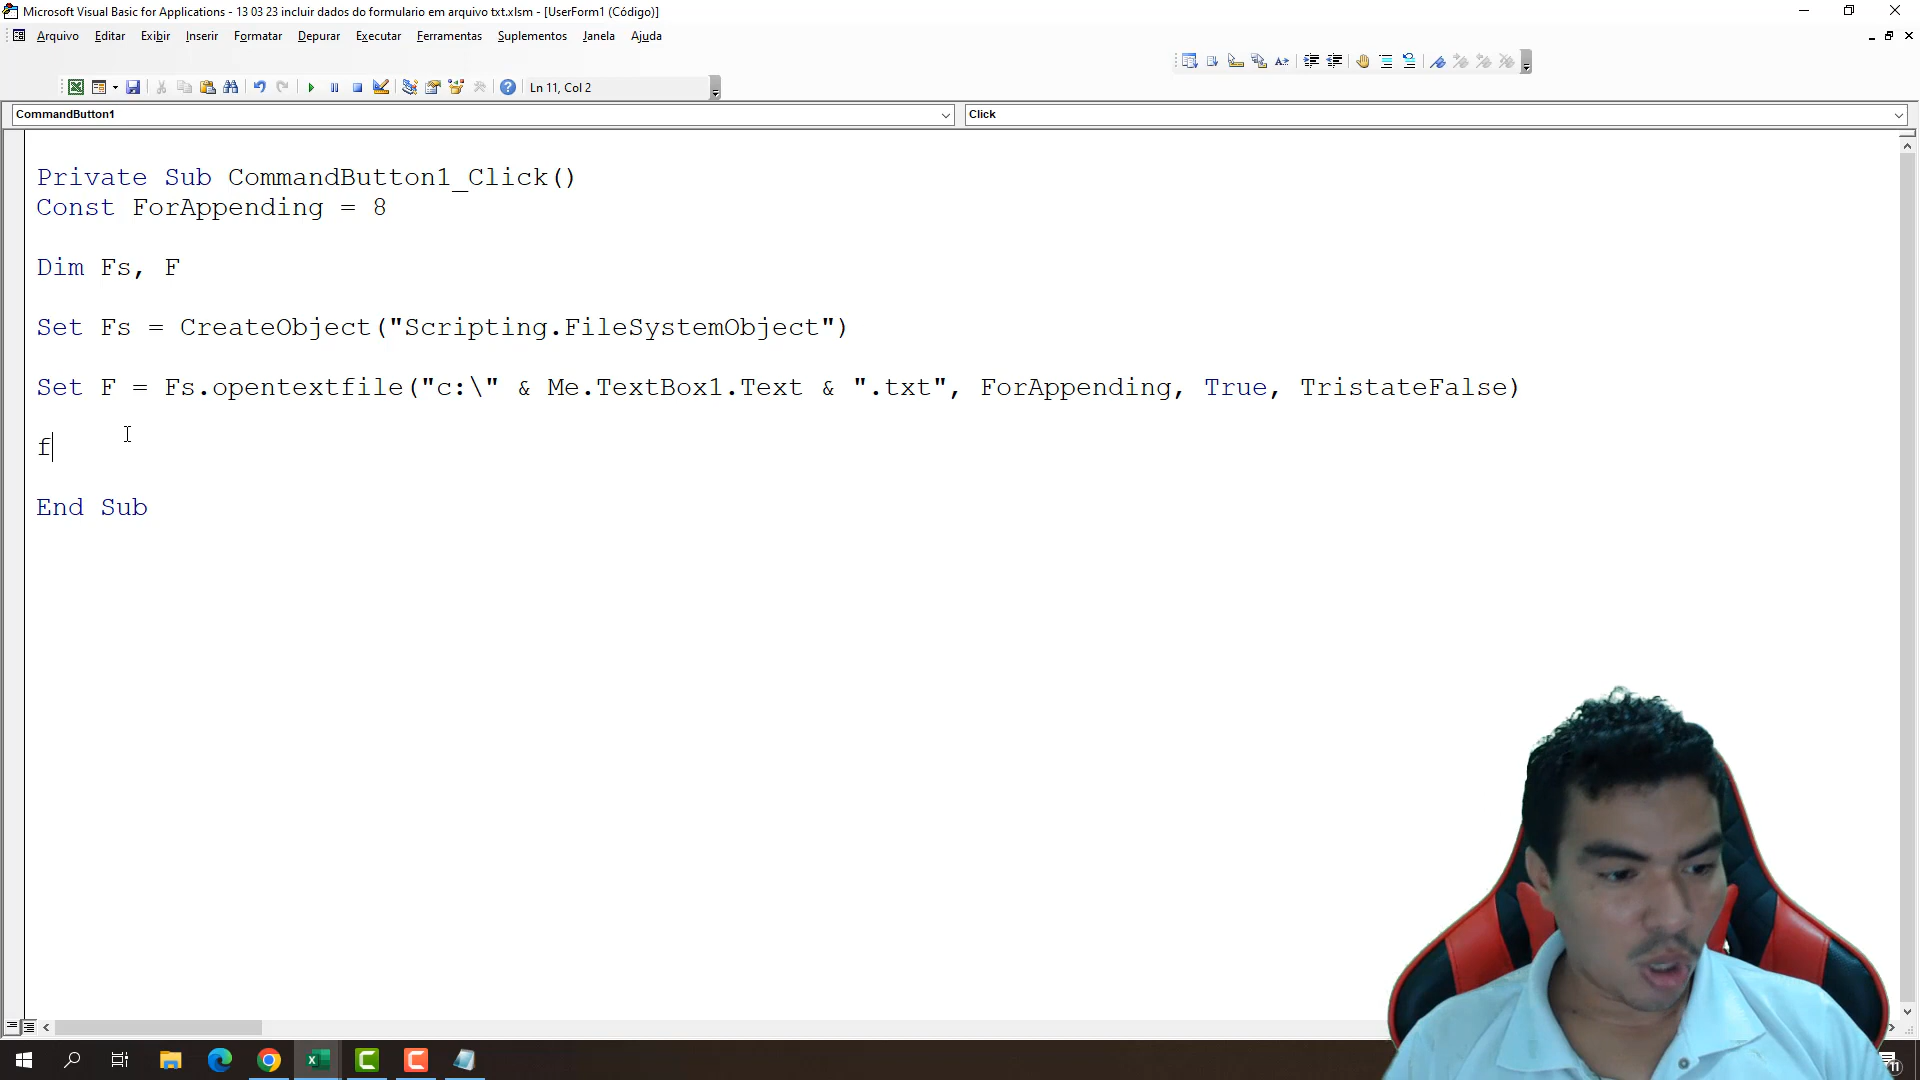 Microsoft Visual Basic for Applications - 13 03 23 incluir dados do formulario em arquivo txt.xlsm - [UserForm1 (Código)]
Arquivo Editar Exibir Inserir Formatar Depurar Executar Ferramentas Suplementos Janela Ajuda
Ln 11, Col 2
CommandButton1 Click
Private Sub CommandButton1_Click()
Const ForAppending = 8
Dim Fs, F
Set Fs = CreateObject("Scripting.FileSystemObject")
Set F = Fs.opentextfile("c:\" & Me.TextBox1.Text & ".txt", ForAppending, True, TristateFalse)
f
End Sub
11